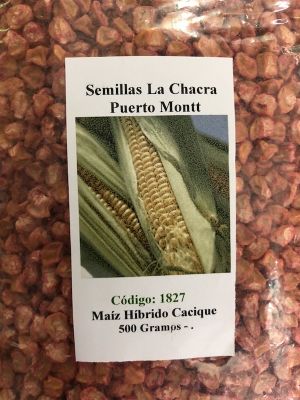 Semillas La Chacra
Puerto Montt
Código: 1827
Maíz Híbrido Cacique
500 Gramos - .